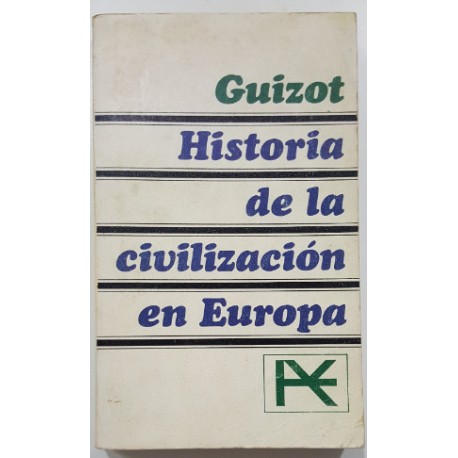 Guizot
Historia
de la
civilización
en Europa